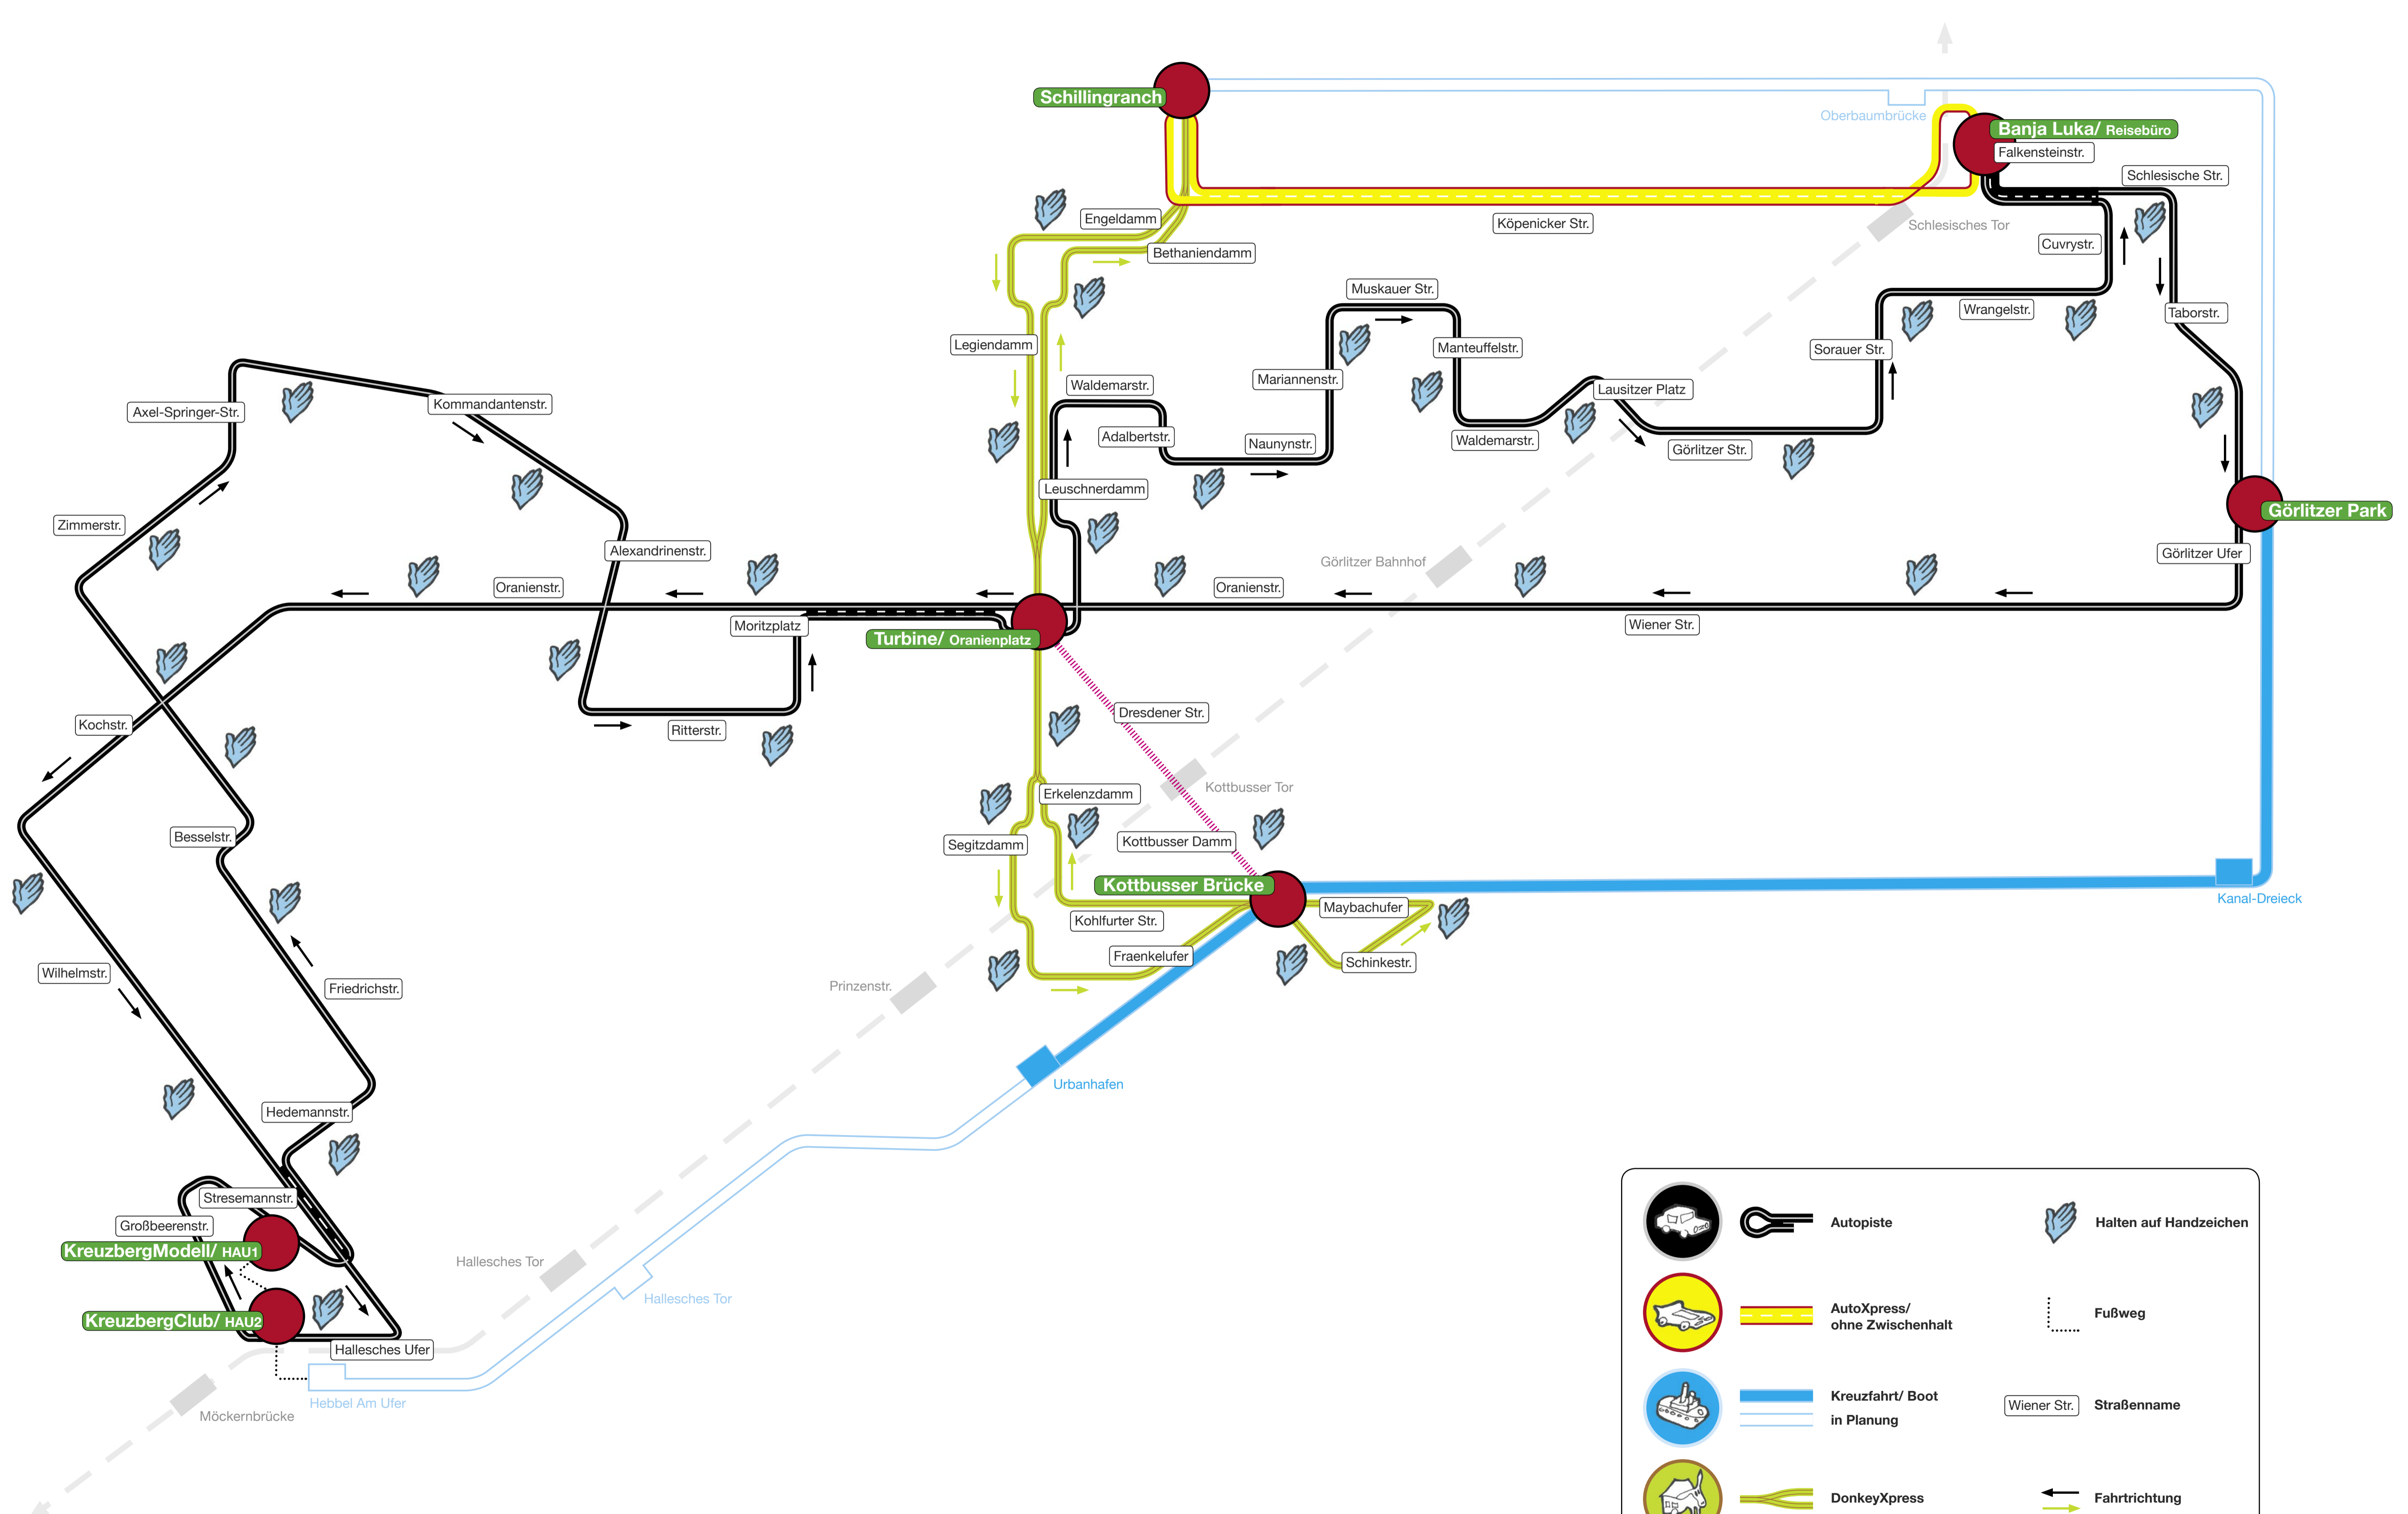 Schillingranch
Oberbaumbrücke
Banja Luka/ Reisebüro
Falkensteinstr.
Schlesische Str.
Engeldamm
Köpenicker Str.
Schlesisches Tor
Bethaniendamm
Cuvrystr.
Muskauer Str.
Wrangelstr.
Taborstr.
Legiendamm
Manteuffelstr.
Sorauer Str.
Waldemarstr.
Mariannenstr.
Lausitzer Platz
Axel-Springer-Str.
Kommandantenstr.
Adalbertstr.
Naunynstr.
Waldemarstr.
Görlitzer Str.
Leuschnerdamm
Görlitzer Park
Zimmerstr.
Alexandrinenstr.
Görlitzer Bahnhof
Görlitzer Ufer
Oranienstr.
Oranienstr.
Moritzplatz
Turbine/ Oranienplatz
Wiener Str.
Kochstr.
Ritterstr.
Dresdener Str.
Kottbusser Tor
Erkelenzdamm
Besselstr.
Segitzdamm
Kottbusser Damm
Kottbusser Brücke
Kanal-Dreieck
Maybachufer
Kohlfurter Str.
Fraenkelufer
Schinkestr.
Wilhelmstr.
Friedrichstr.
Prinzenstr.
Urbanhafen
Hedemannstr.
Stresemannstr.
Großbeerenstr.
KreuzbergModell/ HAU1
Hallesches Tor
Hallesches Tor
KreuzbergClub/ HAU2
Hallesches Ufer
Hebbel Am Ufer
Möckernbrücke
Autopiste
Halten auf Handzeichen
AutoXpress/
ohne Zwischenhalt
Fußweg
Kreuzfahrt/ Boot
in Planung
Wiener Str.
Straßenname
DonkeyXpress
Fahrtrichtung